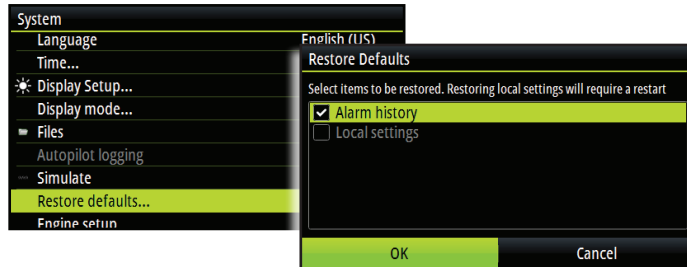 System
Language English (US)
Time...
Display Setup...
Display mode...
Files
Autopilot logging
Simulate
Restore defaults...
Engine setup
Restore Defaults
Select items to be restored. Restoring local settings will require a restart
Alarm history
Local settings
OK Cancel